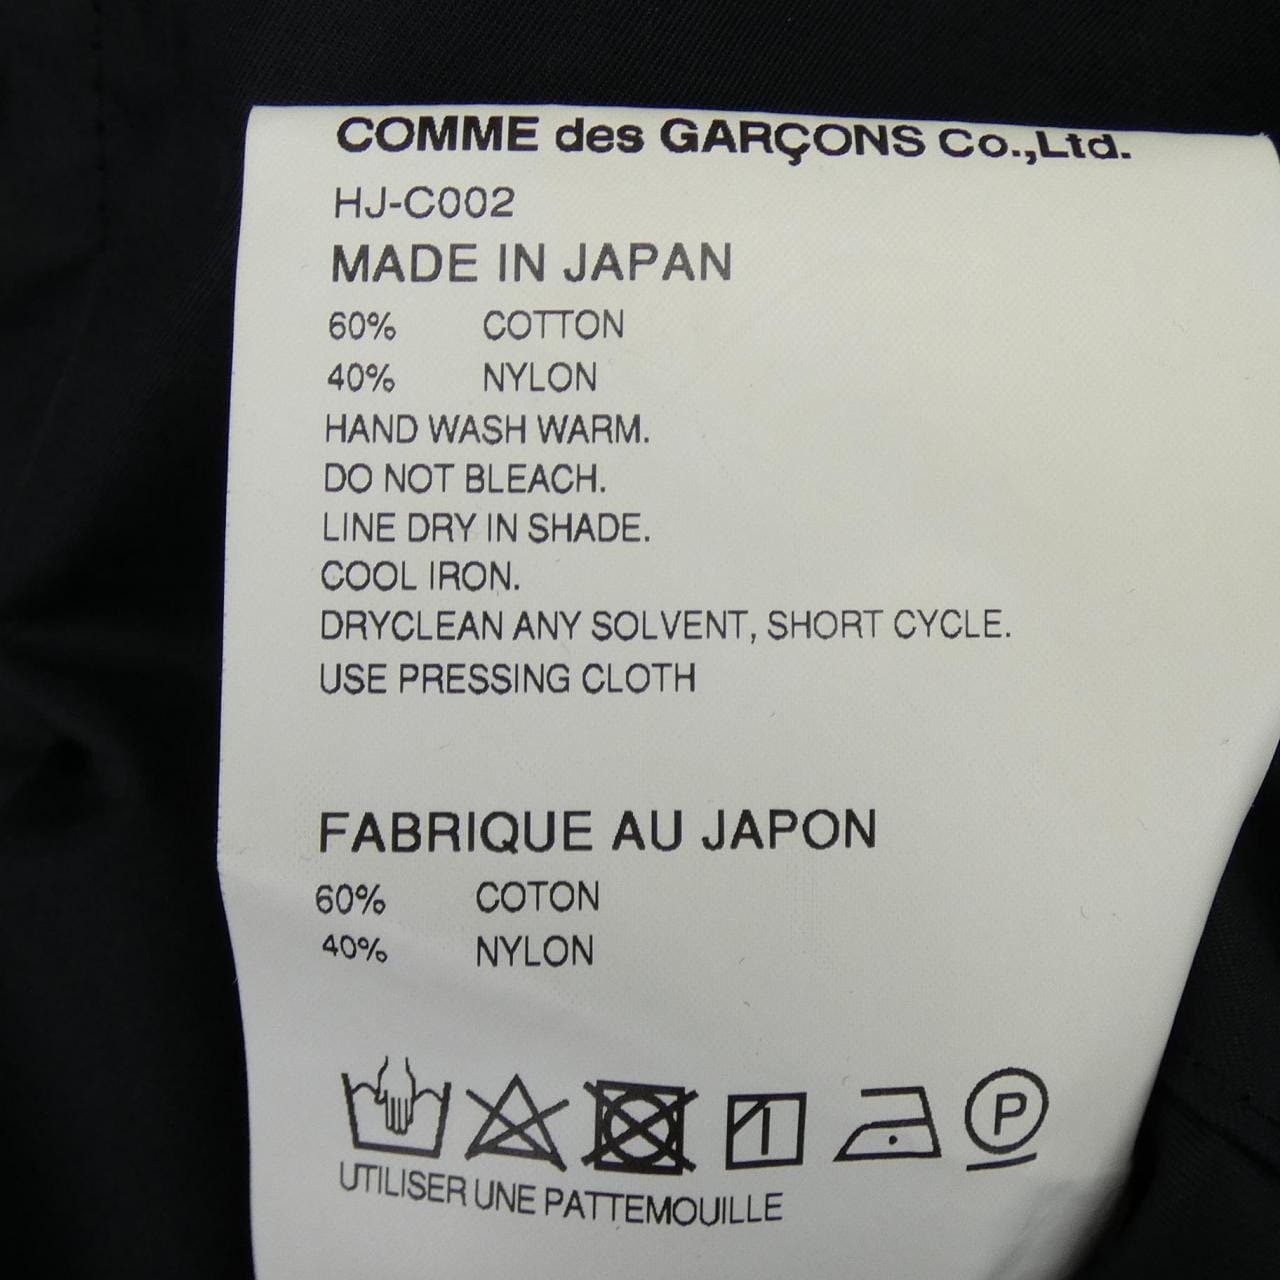 COMME des GARÇONS Co.,Ltd.
HJ-C002
MADE IN JAPAN
60% COTTON
40% NYLON
HAND WASH WARM.
DO NOT BLEACH.
LINE DRY IN SHADE.
COOL IRON.
DRYCLEAN ANY SOLVENT, SHORT CYCLE.
USE PRESSING CLOTH
FABRIQUE AU JAPON
60% COTON
40% NYLON
P
UTILISER UNE PATTEMOUILLE